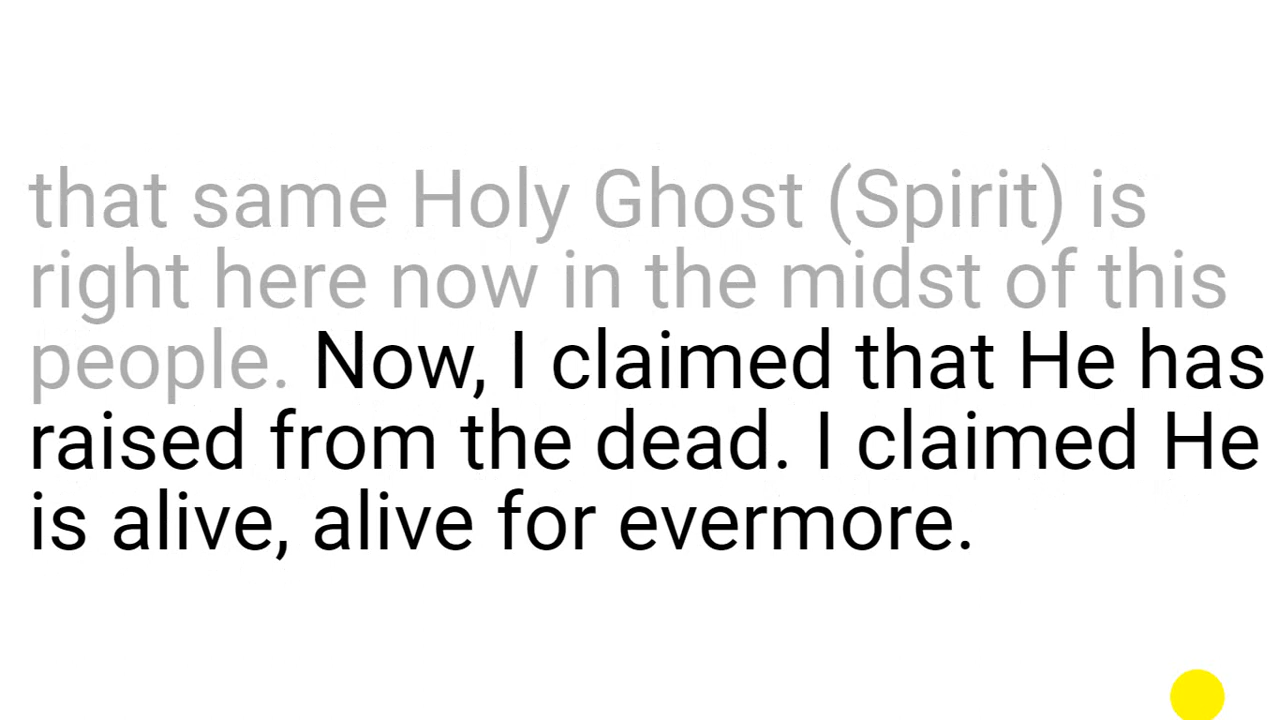 that same Holy Ghost (Spirit) is
right here now in the midst of this
people. Now, I claimed that He has
raised from the dead. I claimed He
is alive, alive for evermore.